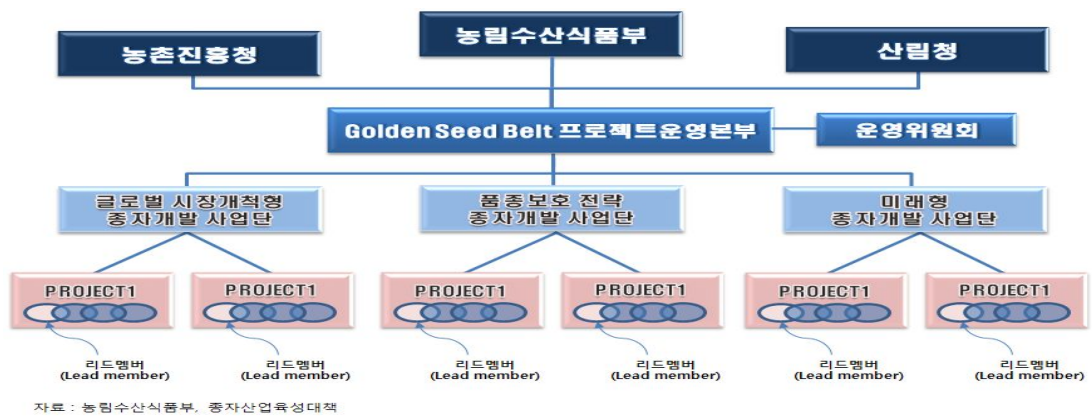 농촌진흥청
농림수산식품부
산림청
Golden Seed Belt 프로젝트운영본부
운영위원회
글로벌 시장개척형
종자개발 사업단
품종보호 전략
종자개발 사업단
미래형
종자개발 사업단
PROJECT1
PROJECT1
PROJECT1
PROJECT1
PROJECT1
PROJECT1
리드멤버
(Lead member)
리드멤버
(Lead member)
리드멤버
(Lead member)
리드멤버
(Lead member)
리드멤버
(Lead member)
리드멤버
(Lead member)
자료 : 농림수산식품부, 종자산업육성대책